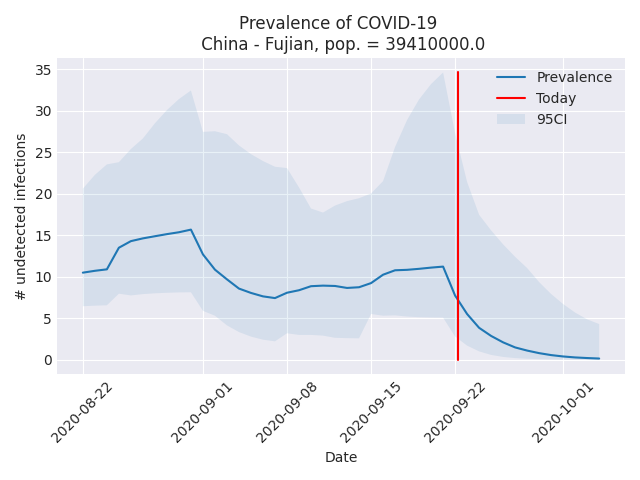 Prevalence of COVID-19
China - Fujian, pop. = 39410000.0
Prevalence
Today
95CI
# undetected infections
35
30
25
20
15
10
5
0
2020-08-22
2020-09-01
2020-09-08
2020-09-15
2020-09-22
2020-10-01
Date